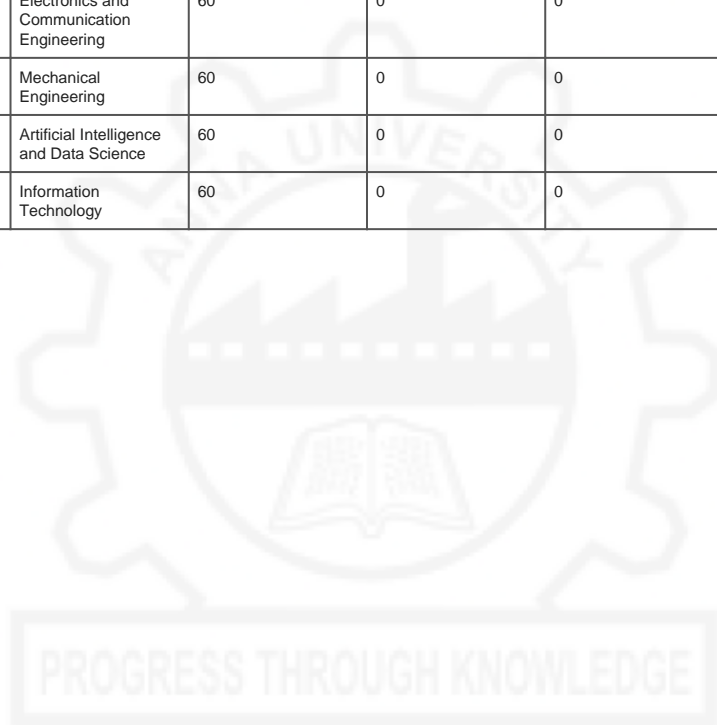 Electronics and 60 0 0
Communication
Engineering
Mechanical 60 0 0
Engineering
Artificial Intelligence 60 0 0
and Data Science
Information 60 0 0
Technology
ANNA UNIVERSITY
PROGRESS THROUGH KNOWLEDGE